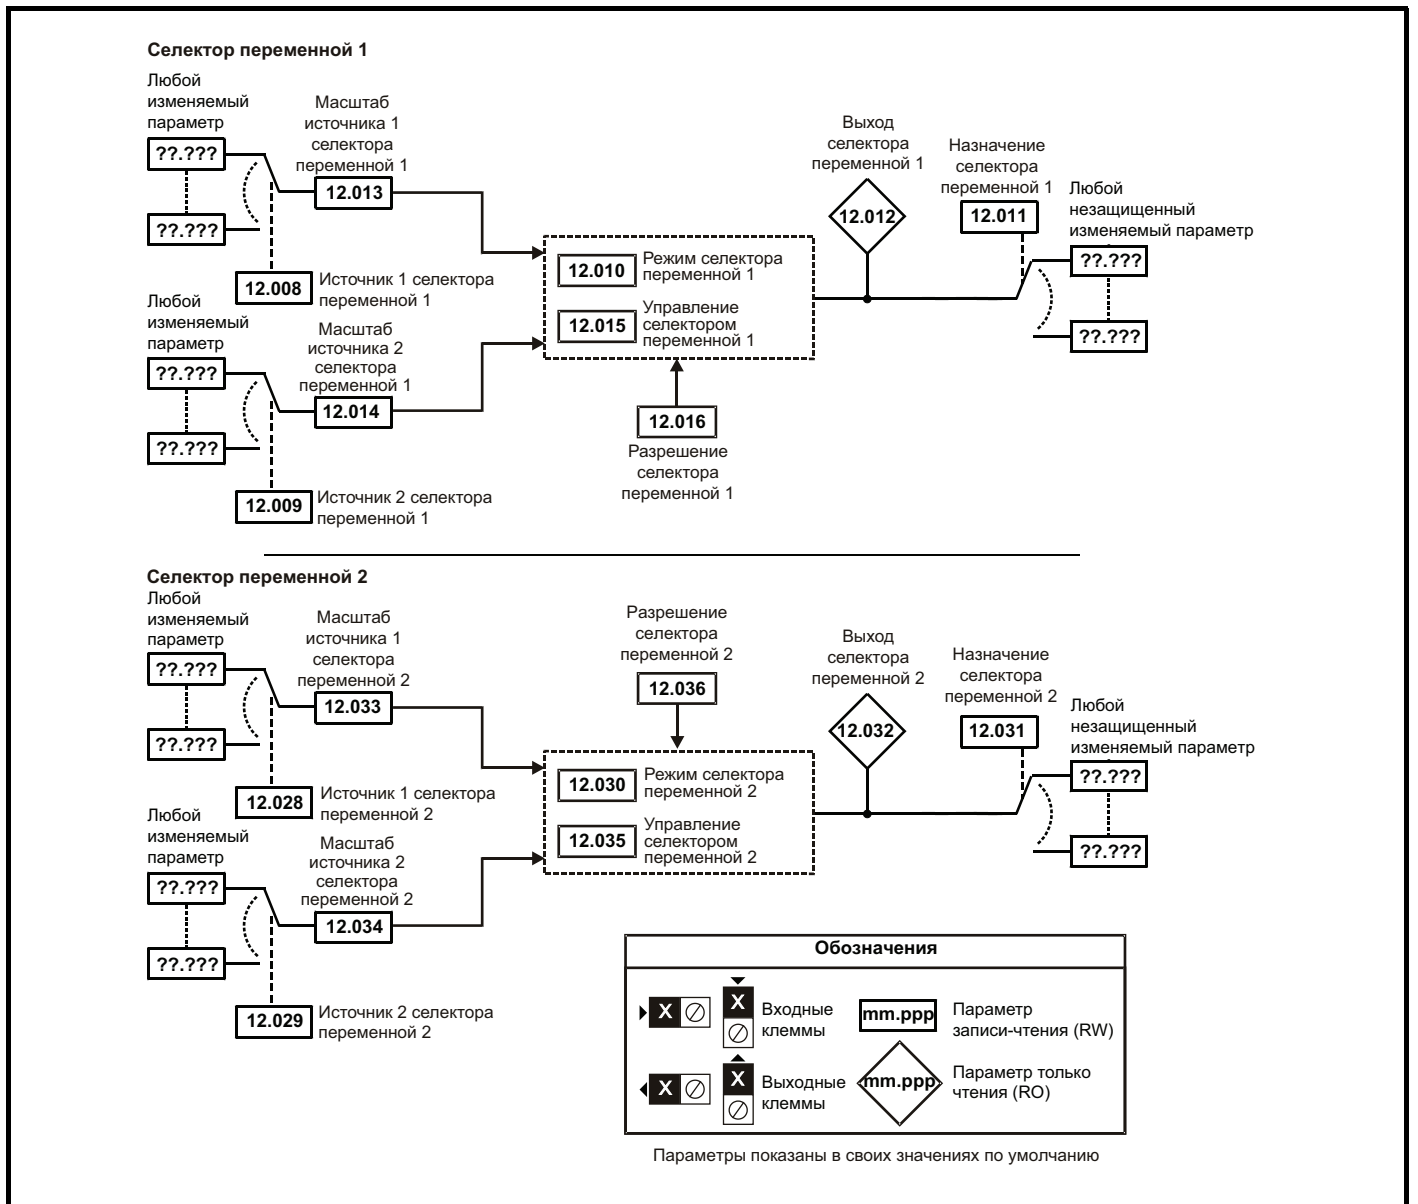 Селектор переменной 1
Любой
изменяемый
параметр
??.???
??.???
Масштаб
источника 1
селектора
переменной 1
12.013
12.008
Источник 1 селектора
переменной 1
Любой
изменяемый
параметр
??.???
??.???
Масштаб
источника 2
селектора
переменной 1
12.014
12.009
Источник 2 селектора
переменной 1
12.010
Режим селектора
переменной 1
12.015
Управление
селектором
переменной 1
12.016
Разрешение
селектора
переменной 1
Выход
селектора
переменной 1
12.012
Назначение
селектора
переменной 1
12.011
Любой
незащищенный
изменяемый параметр
??.???
??.???
Селектор переменной 2
Любой
изменяемый
параметр
??.???
??.???
Масштаб
источника 1
селектора
переменной 2
12.033
12.028
Источник 1 селектора
переменной 2
Любой
изменяемый
параметр
??.???
??.???
Масштаб
источника 2
селектора
переменной 2
12.034
12.029
Источник 2 селектора
переменной 2
Разрешение
селектора
переменной 2
12.036
12.030
Режим селектора
переменной 2
12.035
Управление
селектором
переменной 2
Выход
селектора
переменной 2
12.032
Назначение
селектора
переменной 2
12.031
Любой
незащищенный
изменяемый параметр
??.???
??.???
Обозначения
X
X
Входные
клеммы
mm.ppp
Параметр
записи-чтения (RW)
X
X
Выходные
клеммы
mm.ppp
Параметр только
чтения (RO)
Параметры показаны в своих значениях по умолчанию